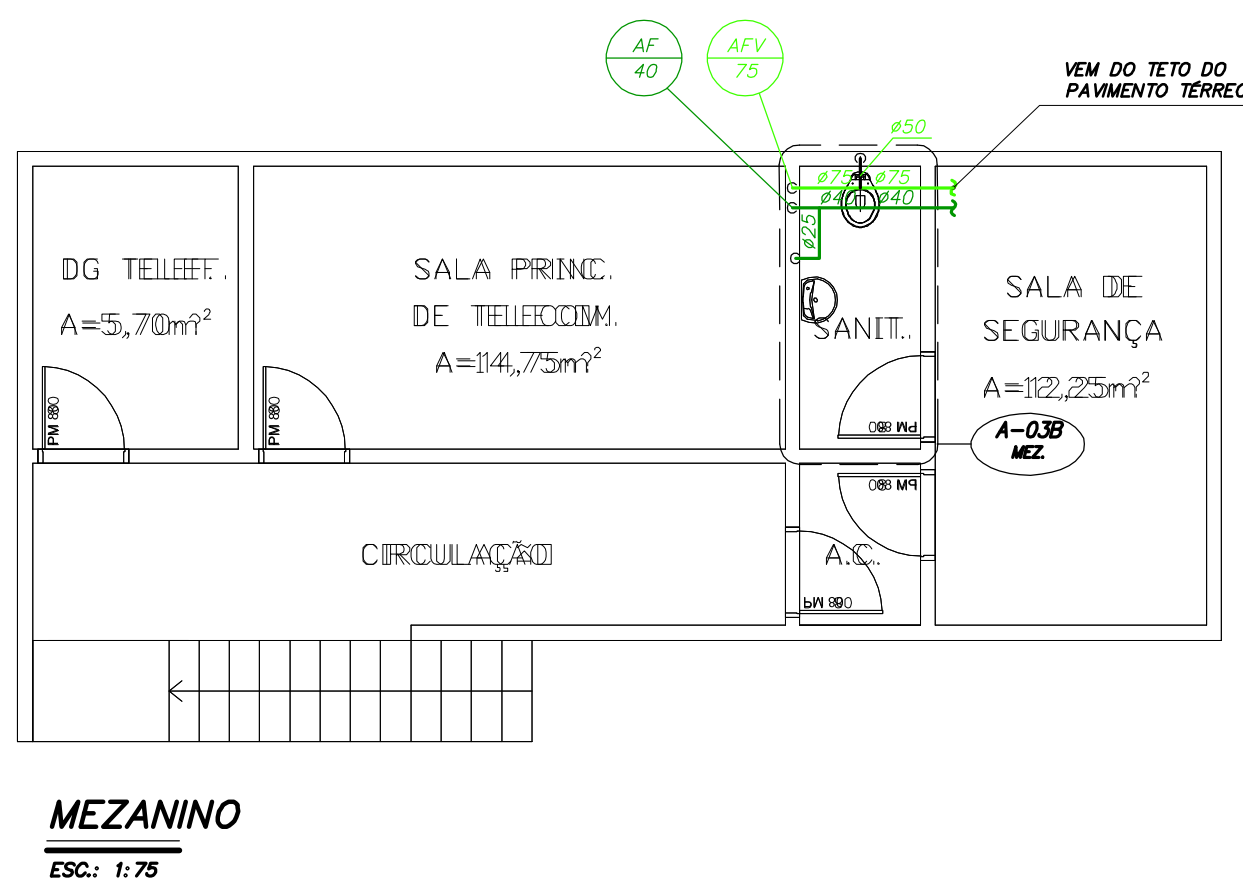 AF
40
AFV
75
VEM DO TETO DO
PAVIMENTO TÉRREO
ø50
ø75
ø75
ø40
ø40
ø25
DG TELEF.
A=5,70m²
SALA PRINC.
DE TELECOM.
A=14,75m²
SANIT.
SALA DE
SEGURANÇA
A=12,25m²
PM 80
PM 80
PM 80
A-03B
MEZ.
PM 80
CIRCULAÇÃO
A.C.
PM 80
MEZANINO
ESC.: 1:75